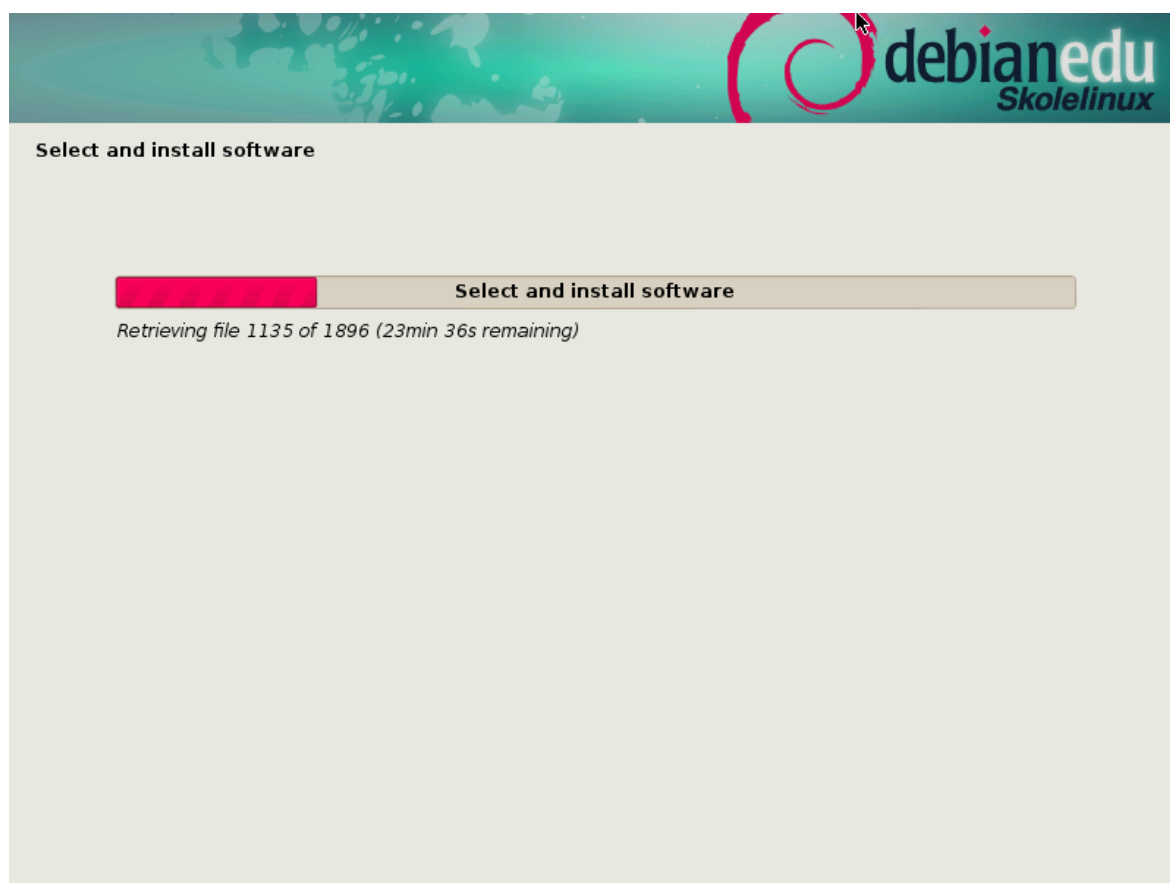 debianedu
Skolelinux
Select and install software
Select and install software
Retrieving file 1135 of 1896 (23min 36s remaining)